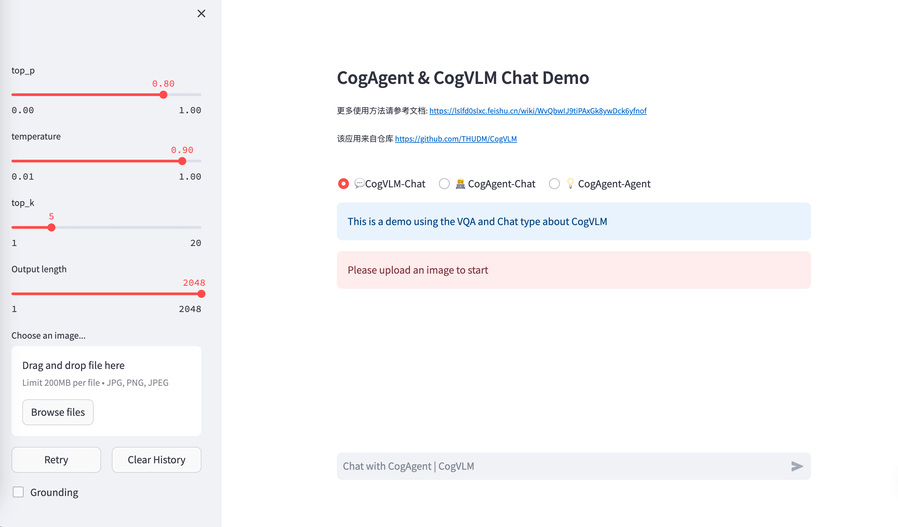 top_p
0.80
0.00 1.00
temperature
0.90
0.01 1.00
top_k
5
1 20
Output length
2048
1 2048
Choose an image...
Drag and drop file here
Limit 200MB per file • JPG, PNG, JPEG
Browse files
Retry Clear History
Grounding
CogAgent & CogVLM Chat Demo
更多使用方法请参考文档: https://lslfd0slxc.feishu.cn/wiki/WvQbwIJ9tiPAxGk8ywDck6yfnof
该应用来自仓库 https://github.com/THUDM/CogVLM
💬CogVLM-Chat 🧑‍💻 CogAgent-Chat 💡 CogAgent-Agent
This is a demo using the VQA and Chat type about CogVLM
Please upload an image to start
Chat with CogAgent | CogVLM